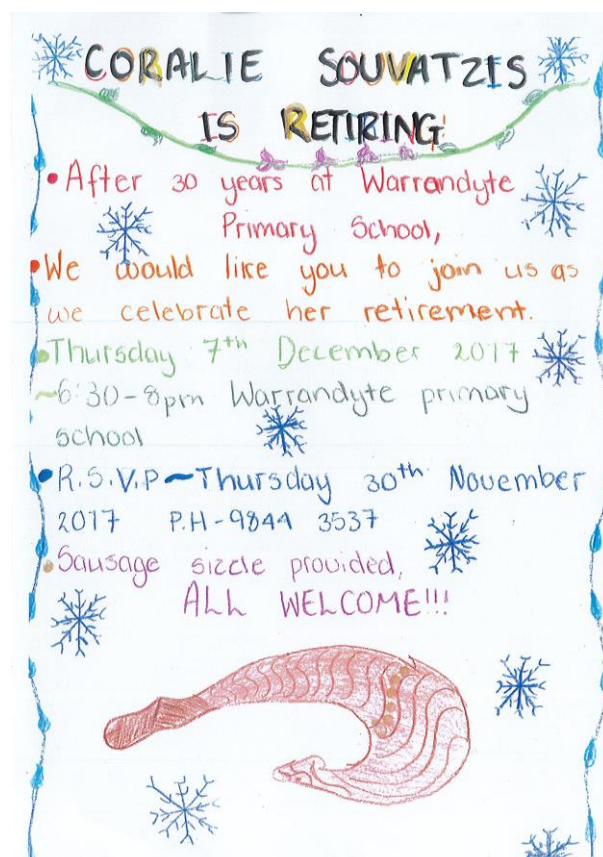 CORALIE SOUVATZIS
IS RETIRING!
• After 30 years at Warrandyte
Primary School,
• We would like you to join us as
we celebrate her retirement.
• Thursday 7th December 2017
~6:30-8pm Warrandyte primary
school
• R.S.V.P~Thursday 30th November
2017 P.H-9844 3537
• Sausage sizzle provided,
ALL WELCOME!!!